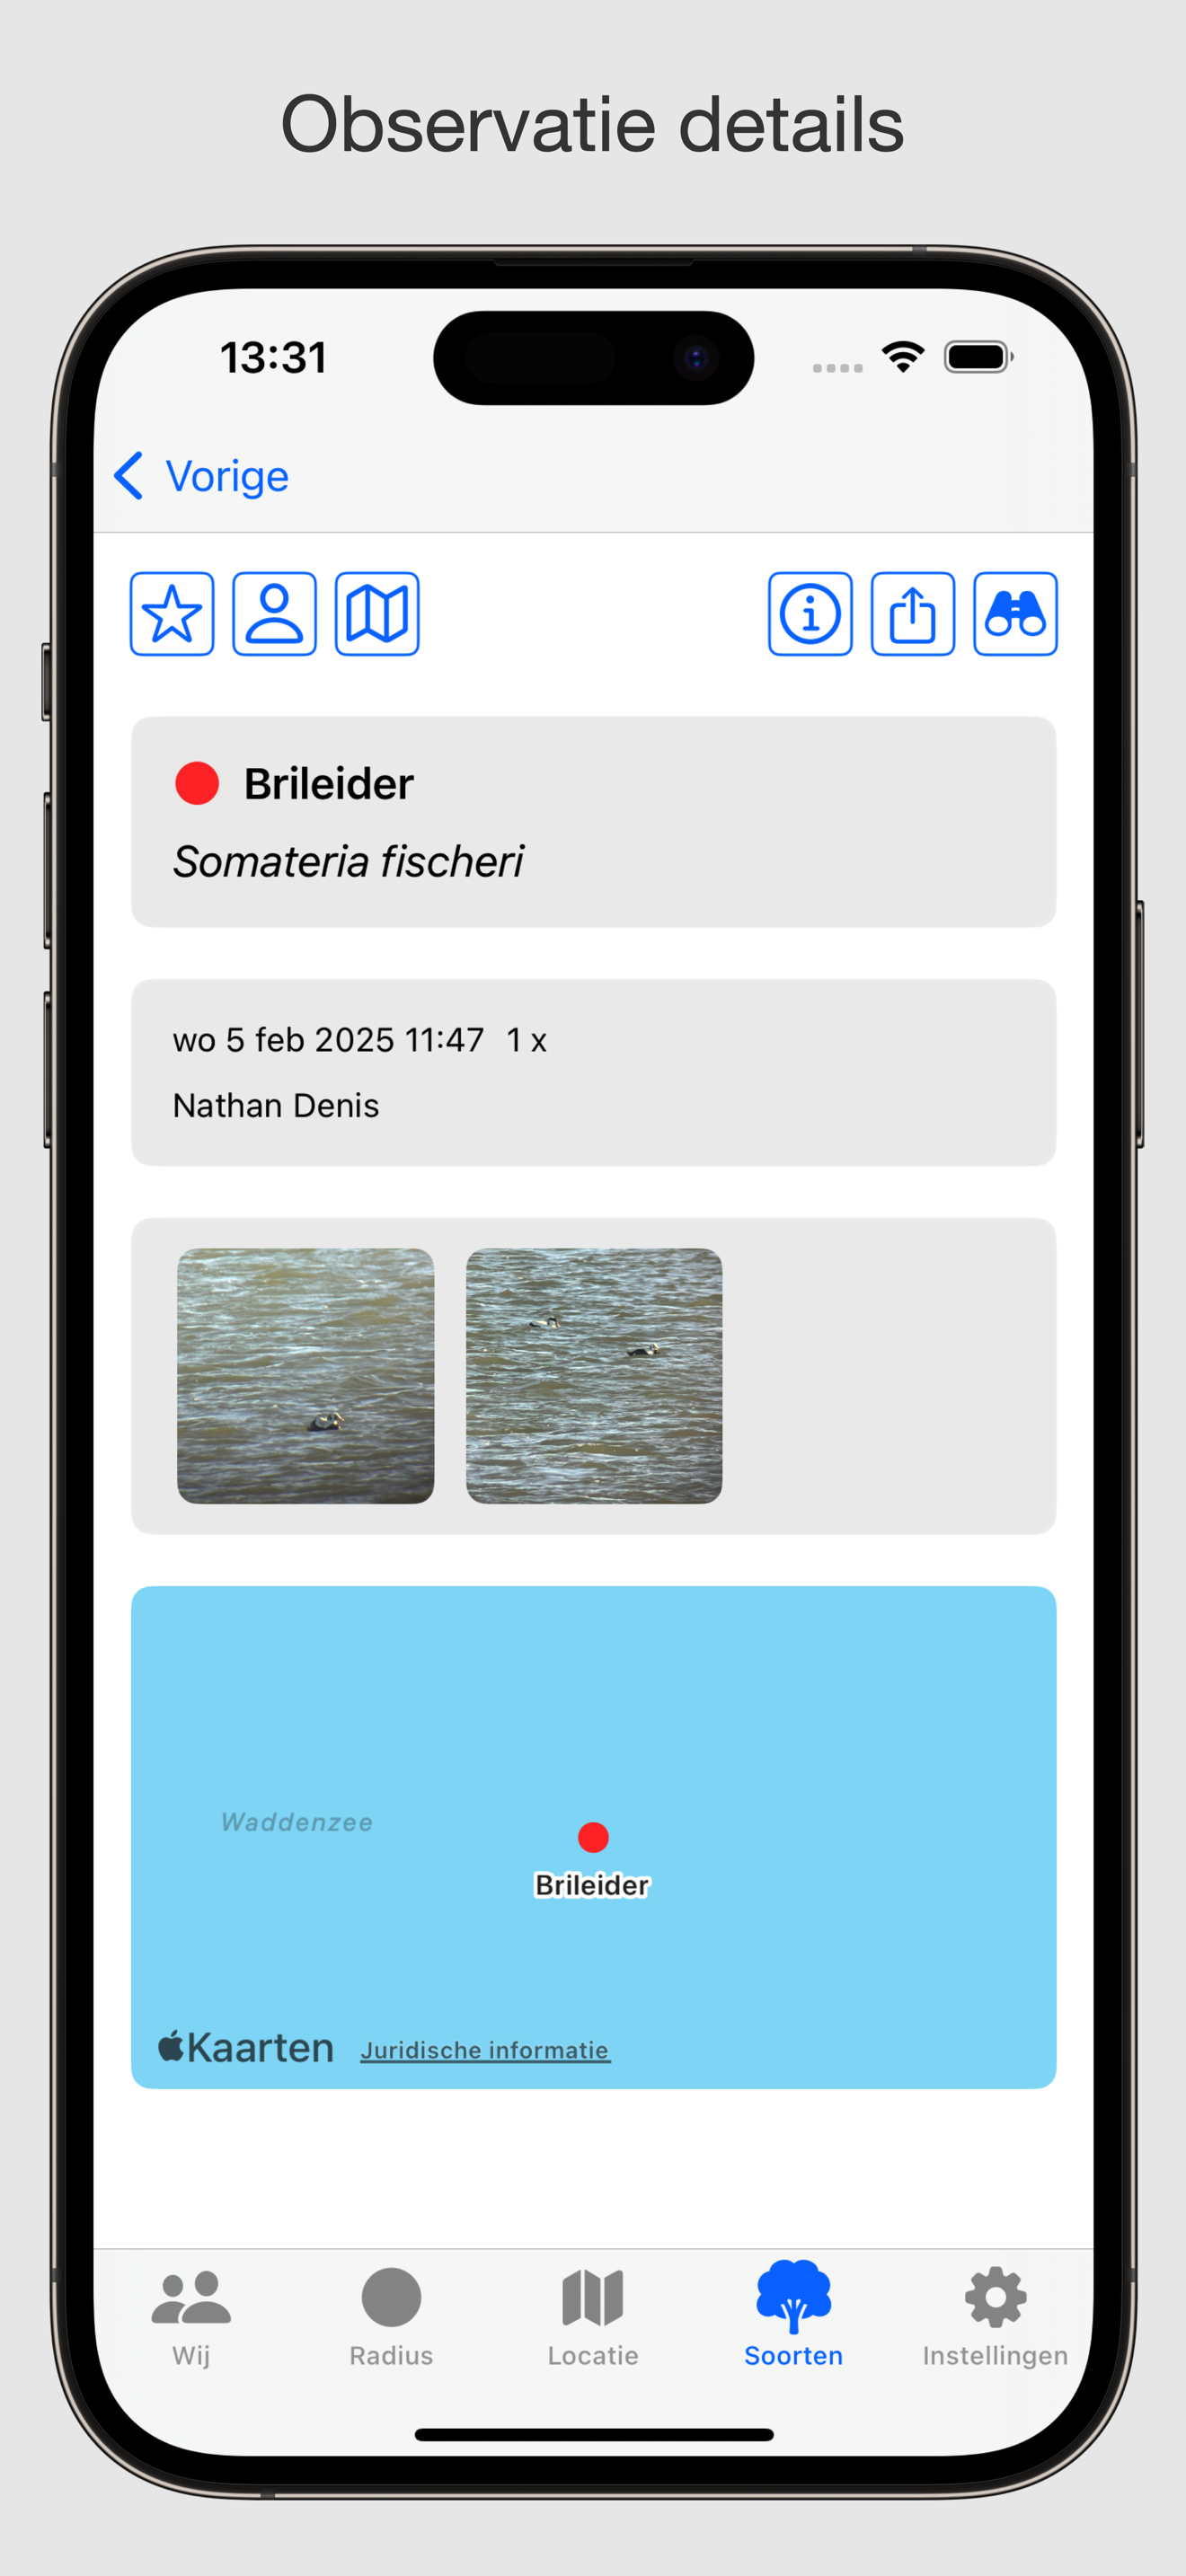 Observatie details
13:31
Vorige
Brileider
Somateria fischeri
wo 5 feb 2025 11:47 1 x
Nathan Denis
Waddenzee
Brileider
Kaarten Juridische informatie
Wij Radius Locatie Soorten Instellingen